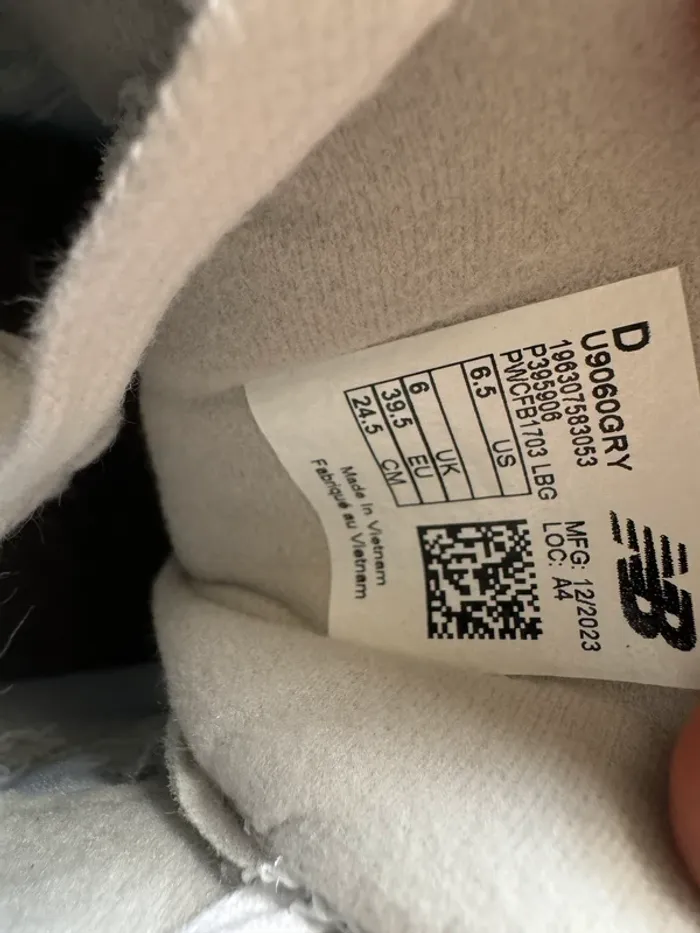 D
U9060GRY
196307583053
P395906
PWCFB1703 LBG
MFG: 12/2023
LOC: A4
NB
6.5 US
6 UK
39.5 EU
24.5 CM
Made in Vietnam
Fabriqué au Vietnam